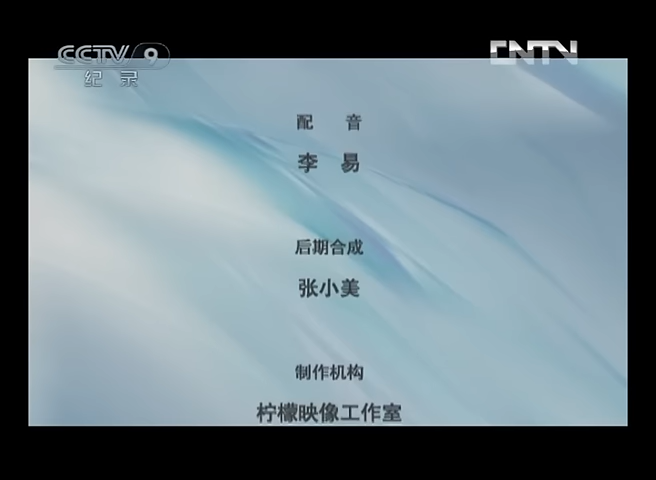 CCTV 9
CNTV
纪 录
配 音
李 易
后期合成
张小美
制作机构
柠檬映像工作室